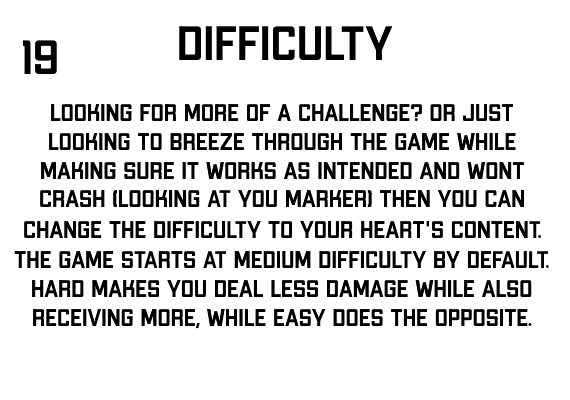 DIFFICULTY
19
LOOKING FOR MORE OF A CHALLENGE? OR JUST
LOOKING TO BREEZE THROUGH THE GAME WHILE
MAKING SURE IT WORKS AS INTENDED AND WONT
CRASH (LOOKING AT YOU MARKER) THEN YOU CAN
CHANGE THE DIFFICULTY TO YOUR HEART'S CONTENT.
THE GAME STARTS AT MEDIUM DIFFICULTY BY DEFAULT.
HARD MAKES YOU DEAL LESS DAMAGE WHILE ALSO
RECEIVING MORE, WHILE EASY DOES THE OPPOSITE.